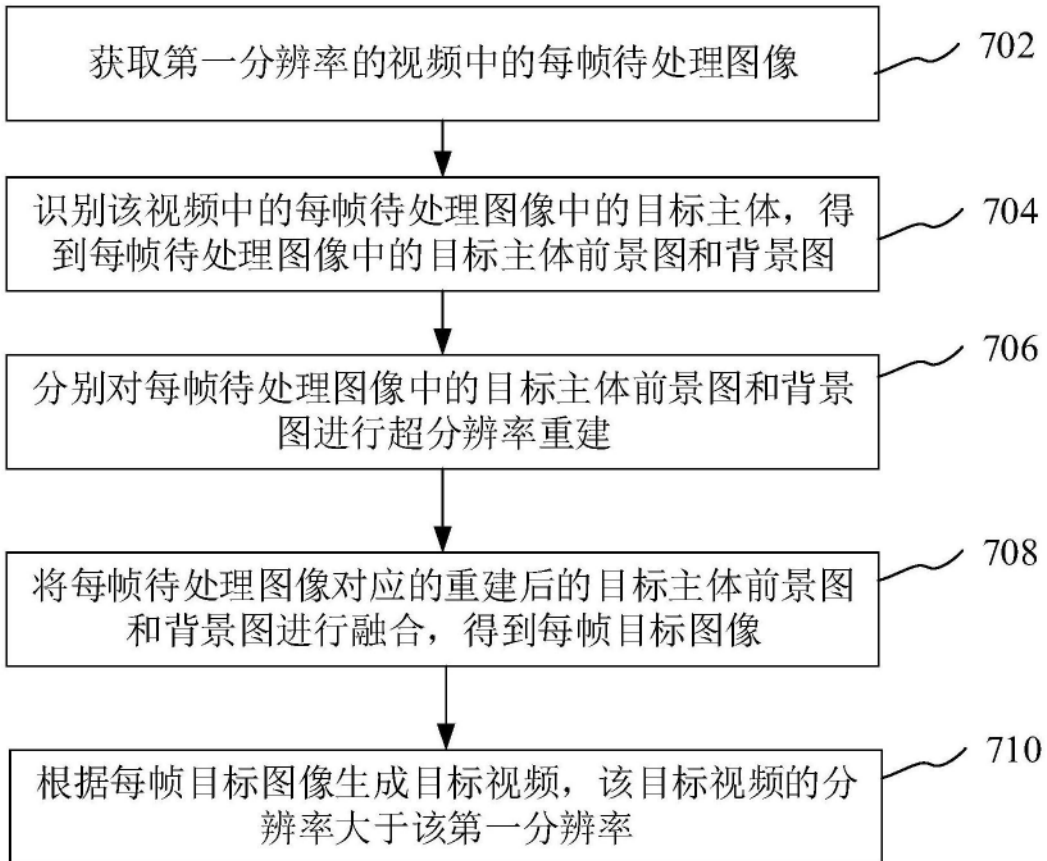 获取第一分辨率的视频中的每帧待处理图像
702
识别该视频中的每帧待处理图像中的目标主体，得
到每帧待处理图像中的目标主体前景图和背景图
704
分别对每帧待处理图像中的目标主体前景图和背景
图进行超分辨率重建
706
将每帧待处理图像对应的重建后的目标主体前景图
和背景图进行融合，得到每帧目标图像
708
根据每帧目标图像生成目标视频，该目标视频的分
辨率大于该第一分辨率
710